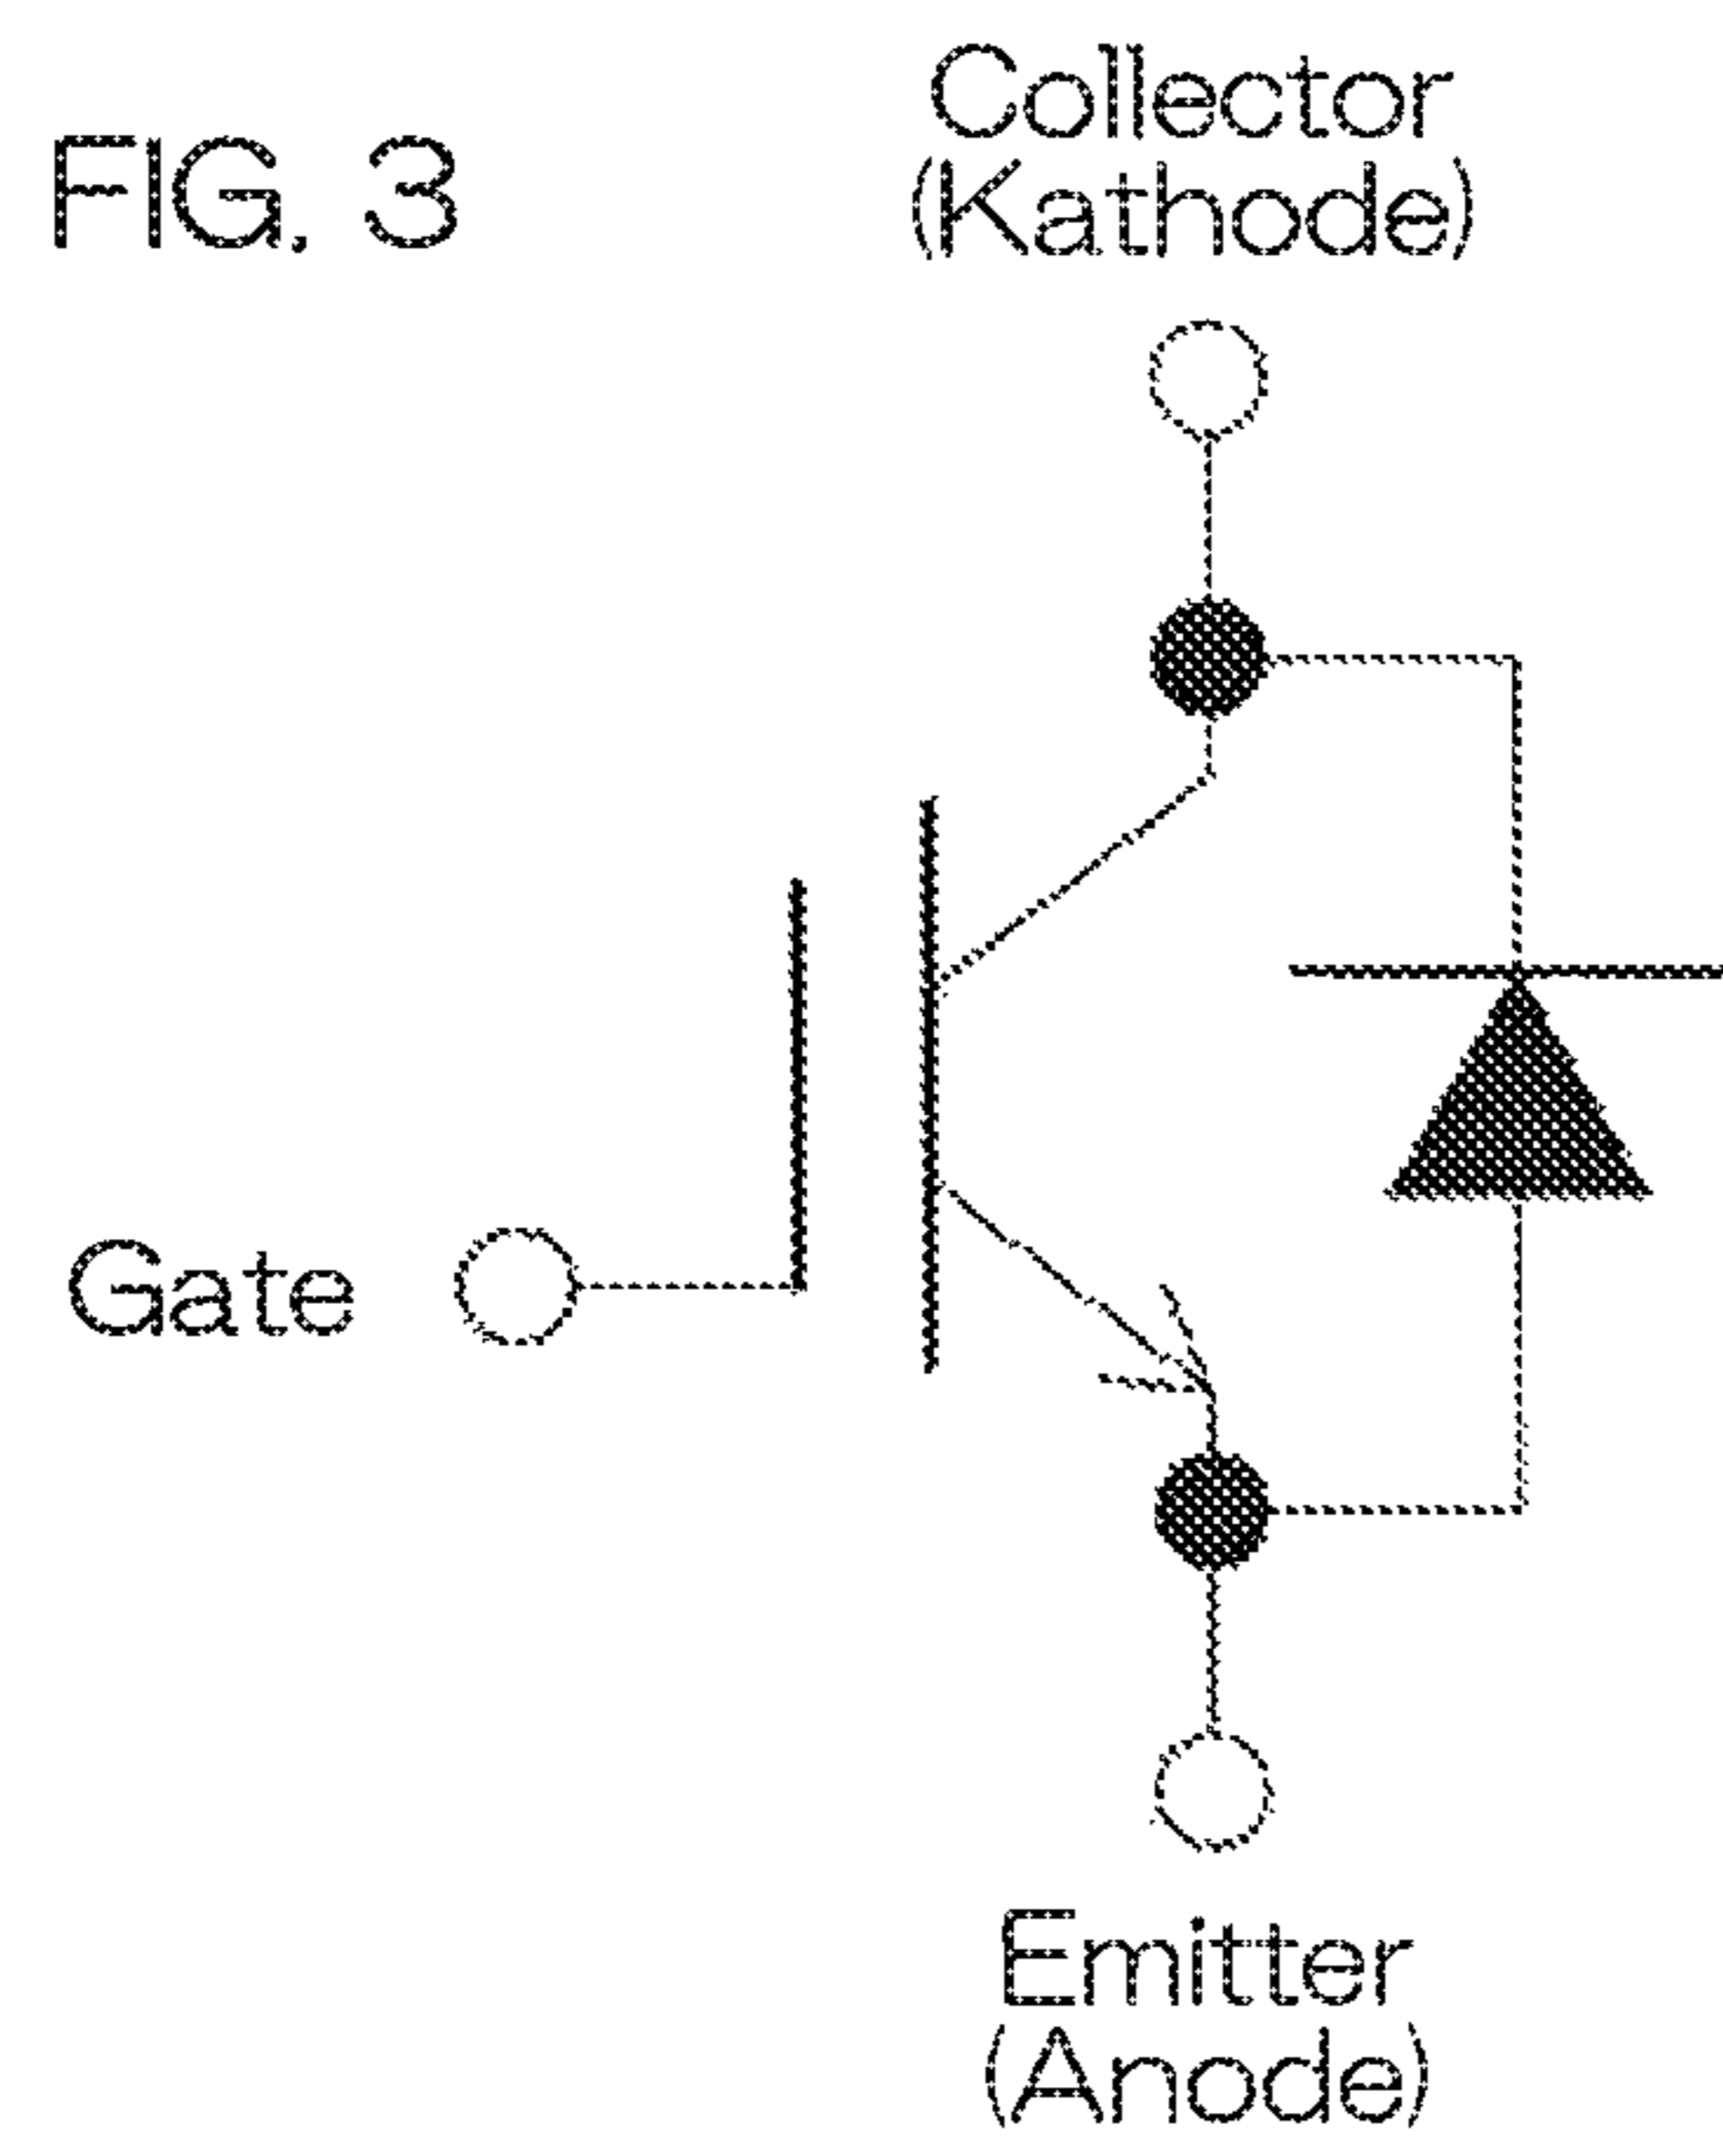 FIG. 3
Collector
(Kathode)
Gate
Emitter
(Anode)